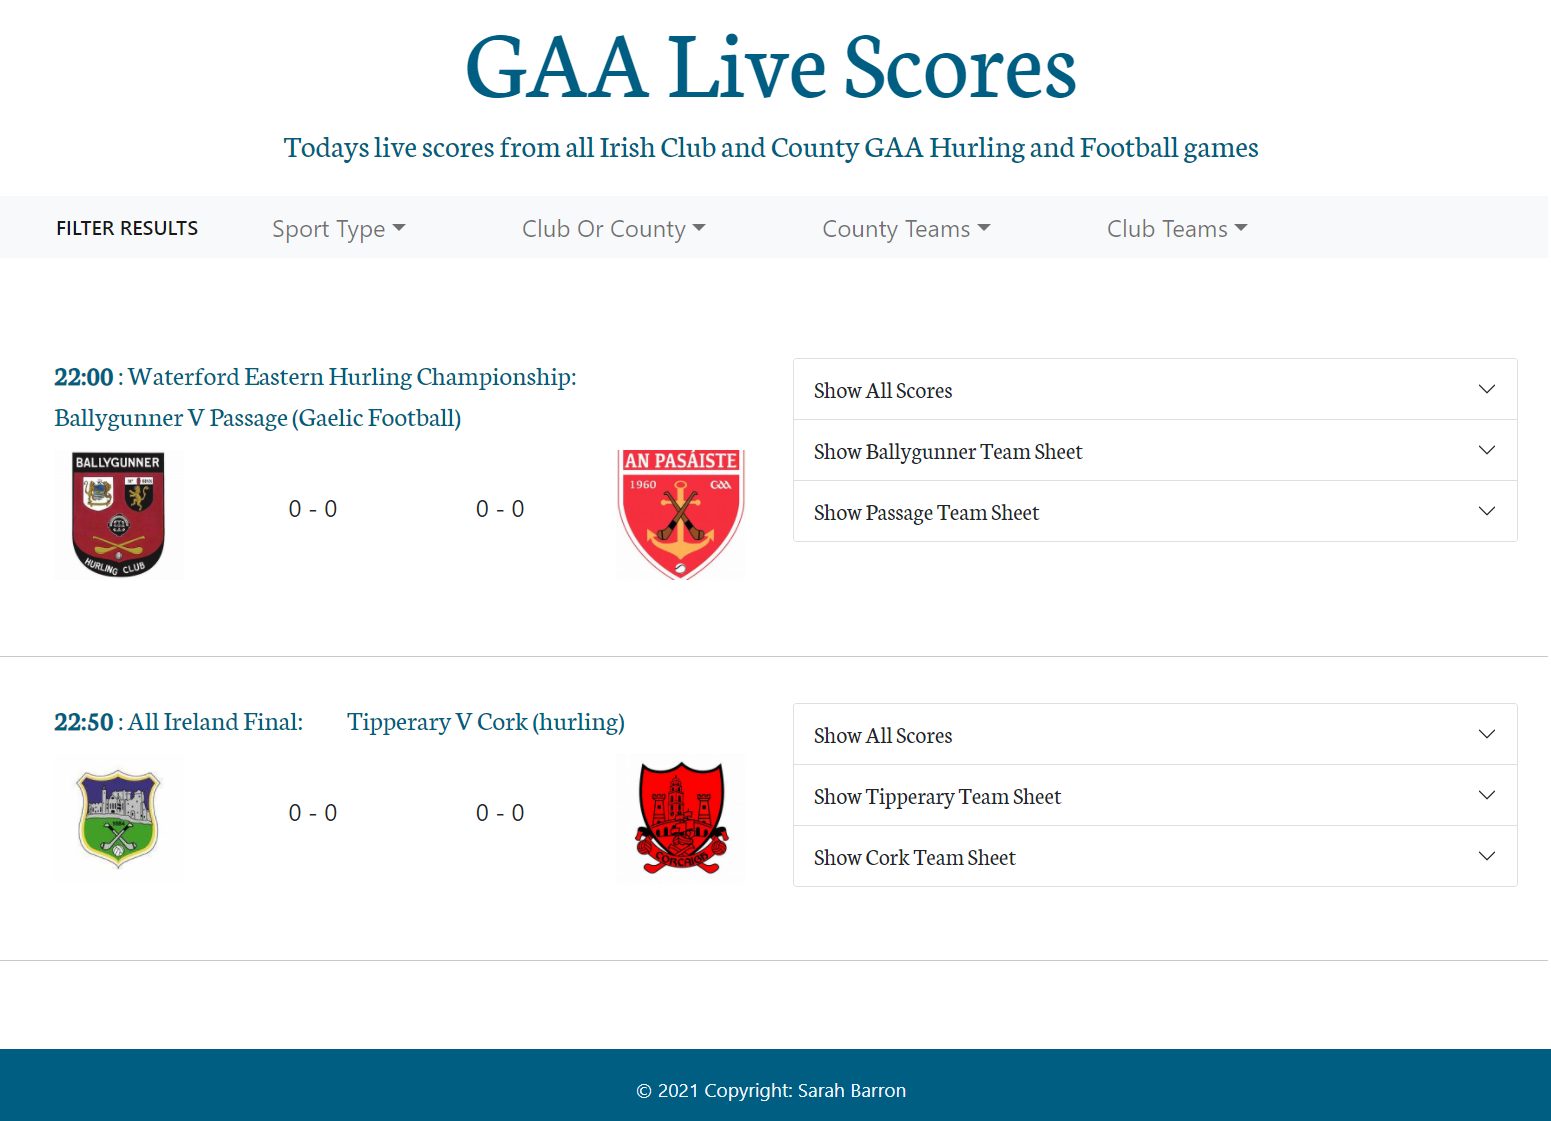 GAA Live Scores
Todays live scores from all Irish Club and County GAA Hurling and Football games
FILTER RESULTS Sport Type Club Or County County Teams Club Teams
22:00 : Waterford Eastern Hurling Championship:
Ballygunner V Passage (Gaelic Football)
BALLYGUNNER
HURLING CLUB
0 - 0 0 - 0
AN PASÁISTE
1960 GAA
Show All Scores
Show Ballygunner Team Sheet
Show Passage Team Sheet
22:50 : All Ireland Final: Tipperary V Cork (hurling)
1884
0 - 0 0 - 0
CORCAIGH
Show All Scores
Show Tipperary Team Sheet
Show Cork Team Sheet
© 2021 Copyright: Sarah Barron